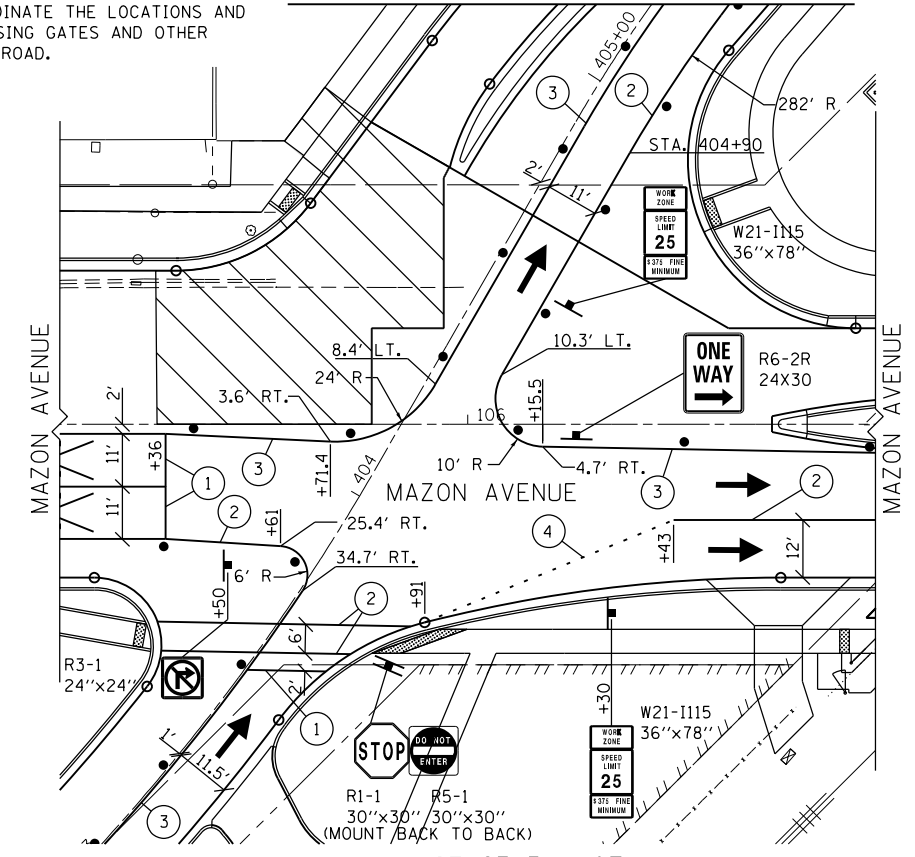 DINATE THE LOCATIONS AND
SING GATES AND OTHER
ROAD.
405+00
3
2
282' R
STA. 404+90
2'
11'
WORK
ZONE
SPEED
LIMIT
25
$375 FINE
MINIMUM
W21-I115
36"x78"
MAZON AVENUE
MAZON AVENUE
8.4' LT.
10.3' LT.
24' R
3.6' RT.
2'
ONE
WAY
R6-2R
24X30
106
+15.5
11'
+36
3
+71.4
404
10' R
4.7' RT.
3
1
MAZON AVENUE
2
11'
2
+61
25.4' RT.
4
+43
12'
34.7' RT.
6' R
+50
2
+91
6'
R3-1
24"x24"
2'
1
+30
W21-I115
36"x78"
WORK
ZONE
SPEED
LIMIT
25
$375 FINE
MINIMUM
STOP
DO NOT
ENTER
1'
11.5'
R1-1
R5-1
30"x30"
30"x30"
(MOUNT BACK TO BACK)
3